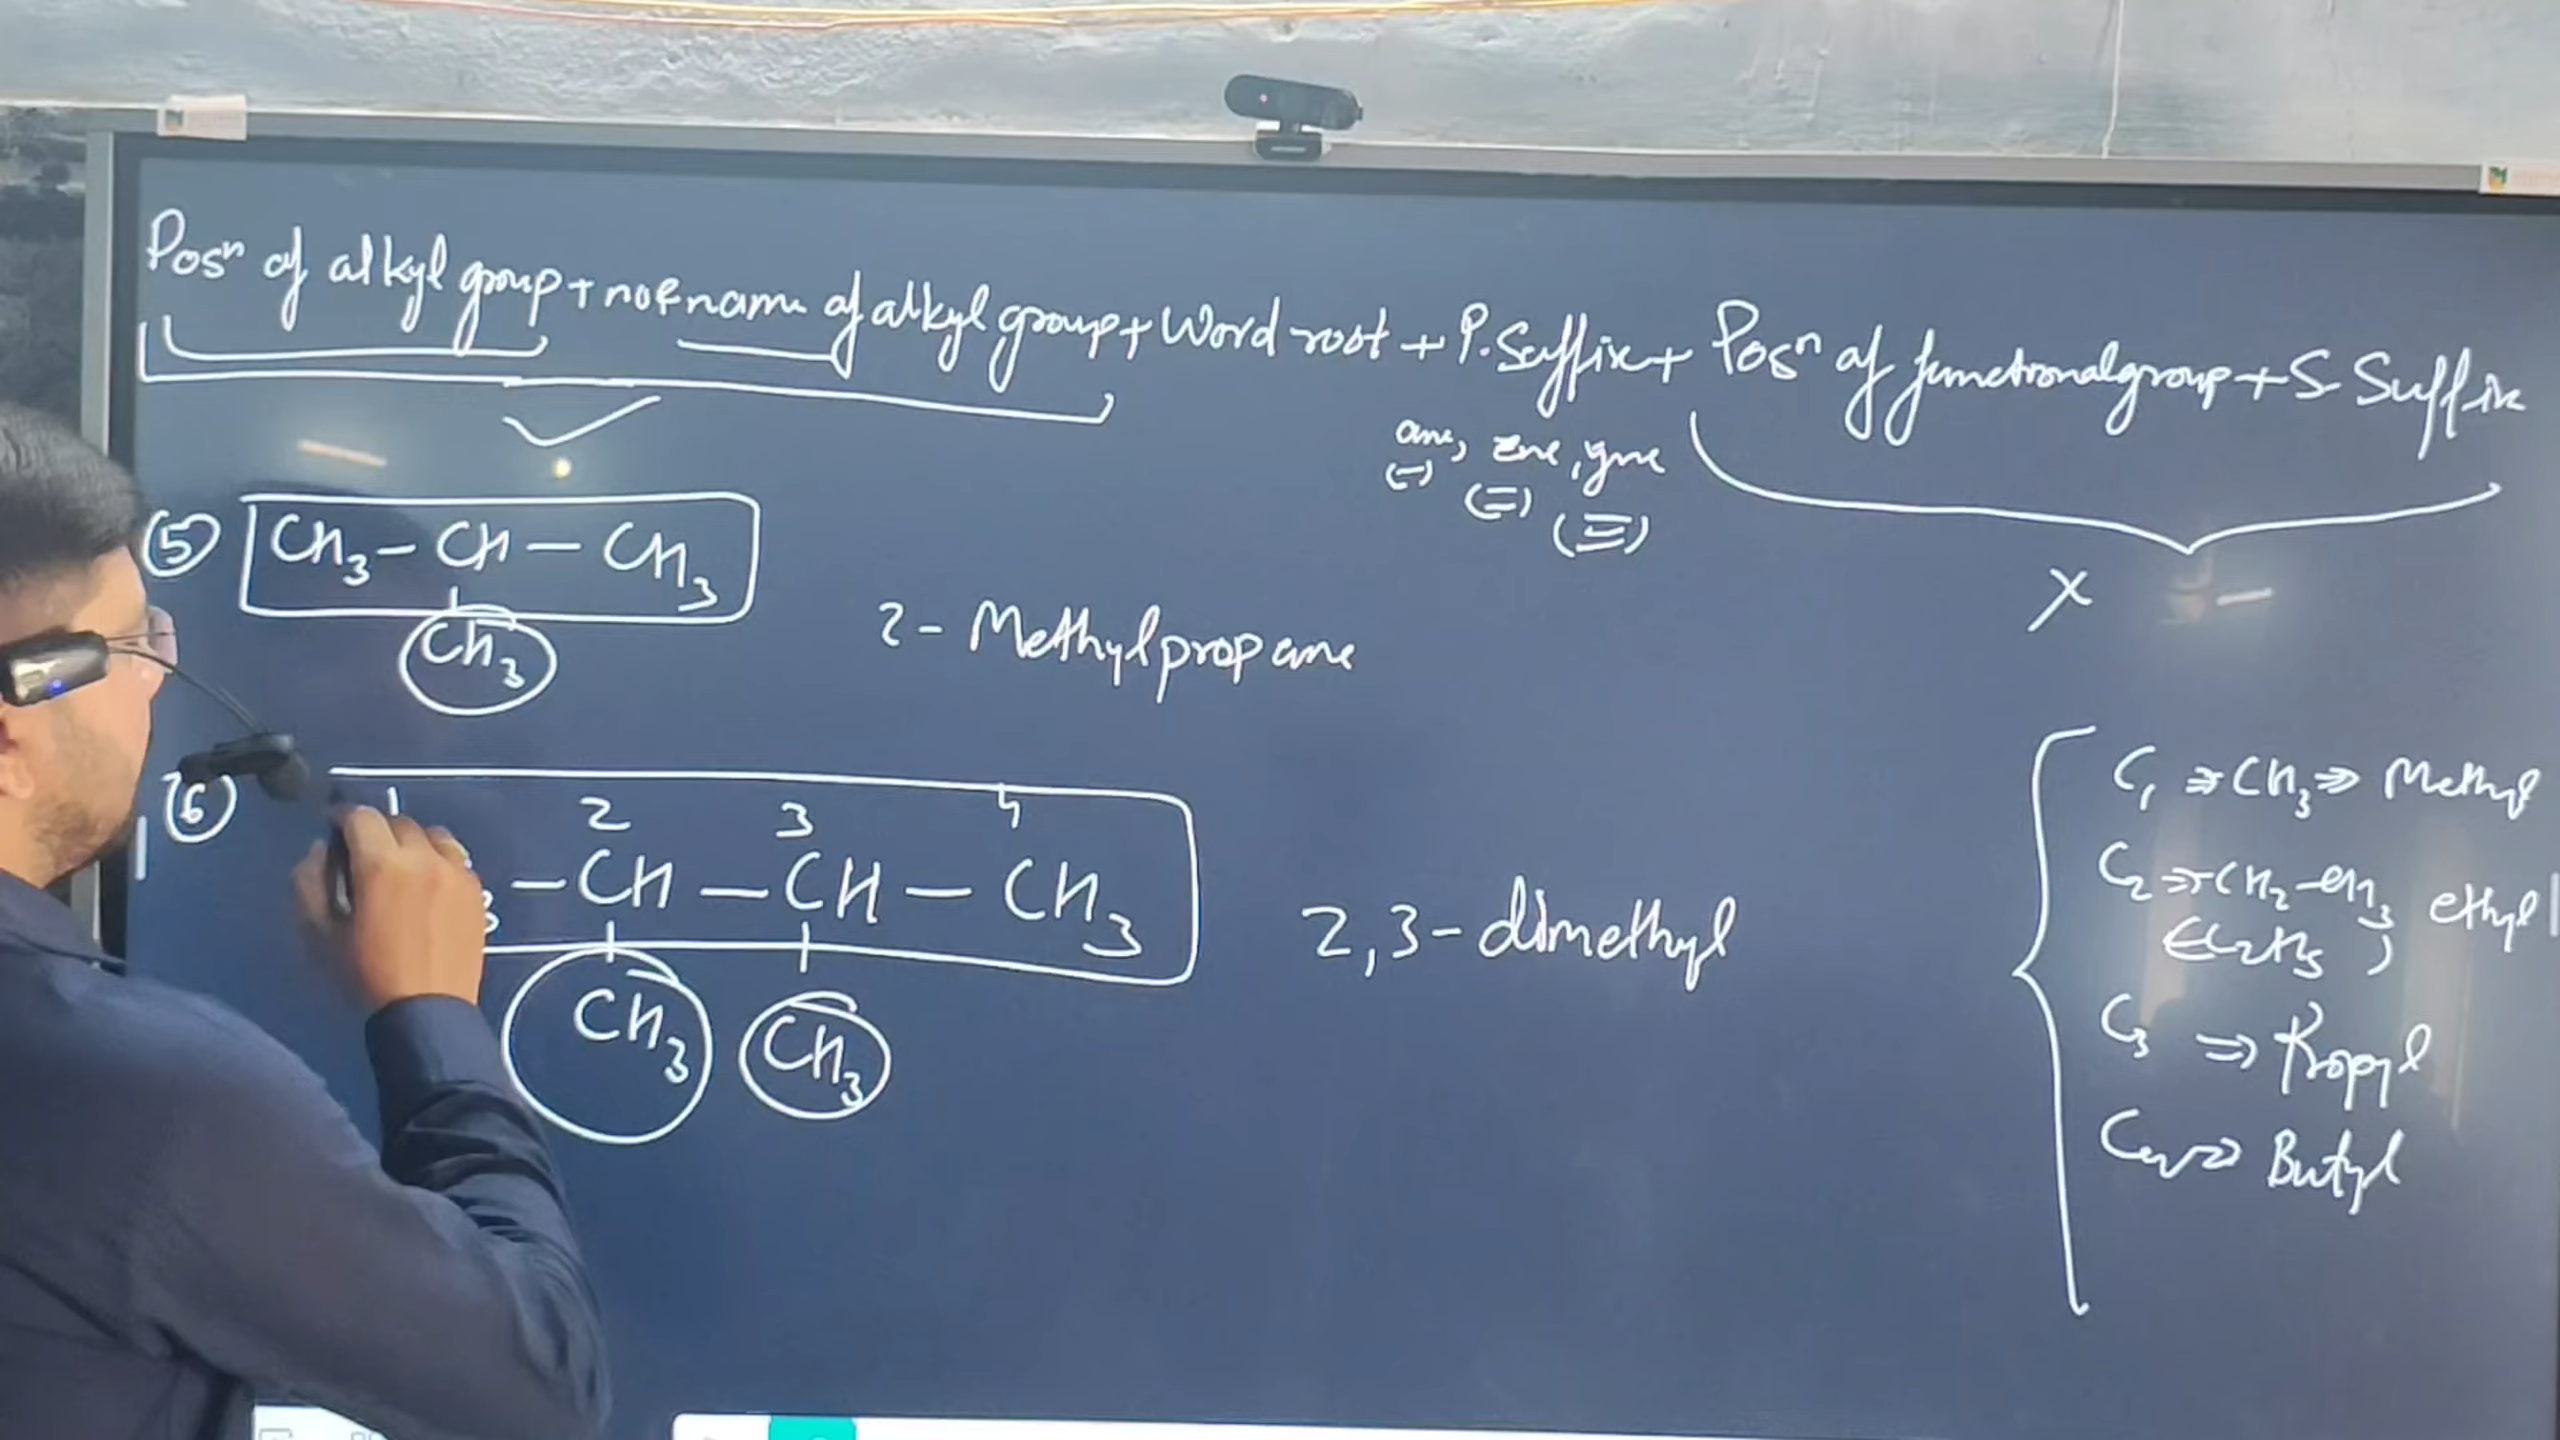 Posⁿ of alkyl group + no & name of alkyl group + Word root + P. Suffix + Posⁿ of functional group + S Suffix
ane, ene, yne
(-) (=) (≡)
X
(5) CH3 - CH - CH3
CH3
2 - Methylpropane
(6)
1 2 3 4
3 - CH - CH - CH3
CH3 CH3
2,3 - dimethyl
C1 ⇒ CH3 ⇒ Methyl
C2 ⇒ CH2 - CH3 ethyl
(C2H5)
C3 ⇒ Propyl
C4 ⇒ Butyl